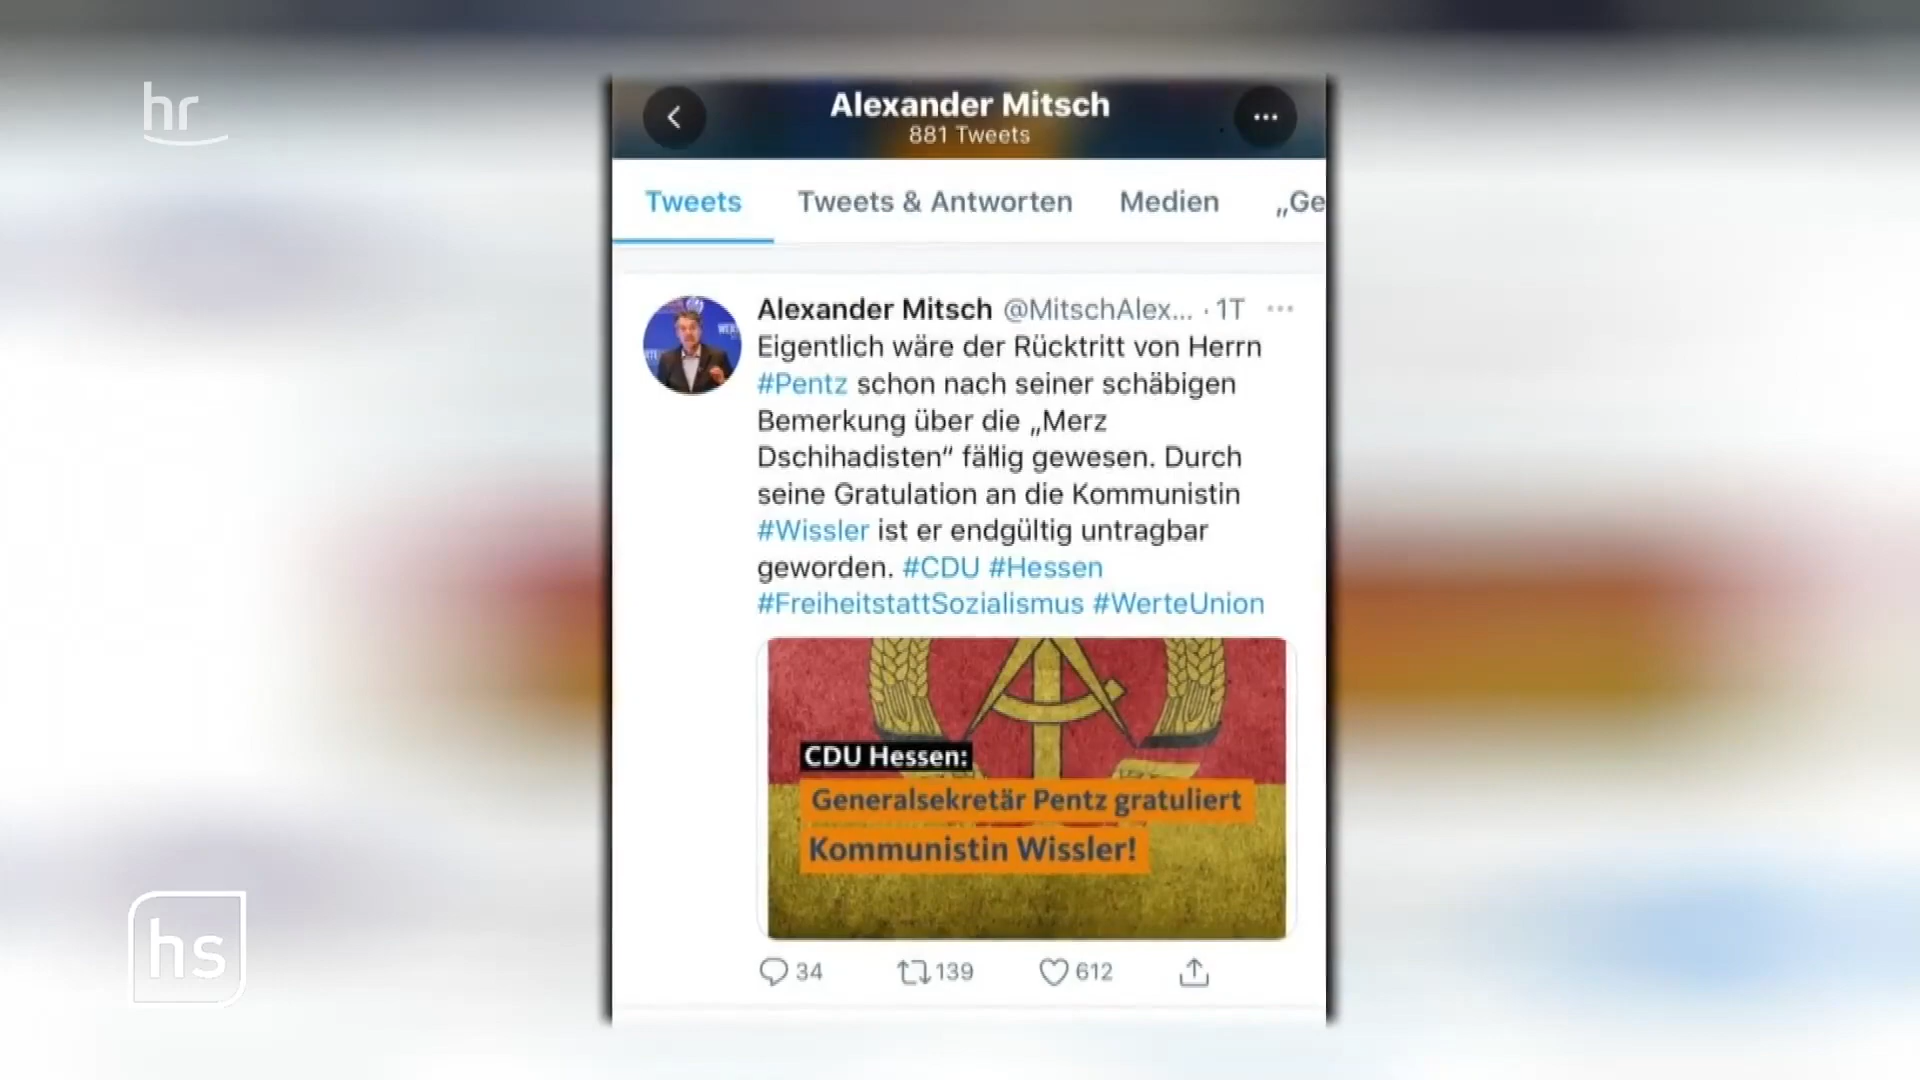 hr
Alexander Mitsch
881 Tweets
Tweets Tweets & Antworten Medien „Ge
Alexander Mitsch @MitschAlex... · 1T
Eigentlich wäre der Rücktritt von Herrn
#Pentz schon nach seiner schäbigen
Bemerkung über die „Merz
Dschihadisten“ fällig gewesen. Durch
seine Gratulation an die Kommunistin
#Wissler ist er endgültig untragbar
geworden. #CDU #Hessen
#FreiheitstattSozialismus #WerteUnion
CDU Hessen:
Generalsekretär Pentz gratuliert
Kommunistin Wissler!
34 139 612
hs